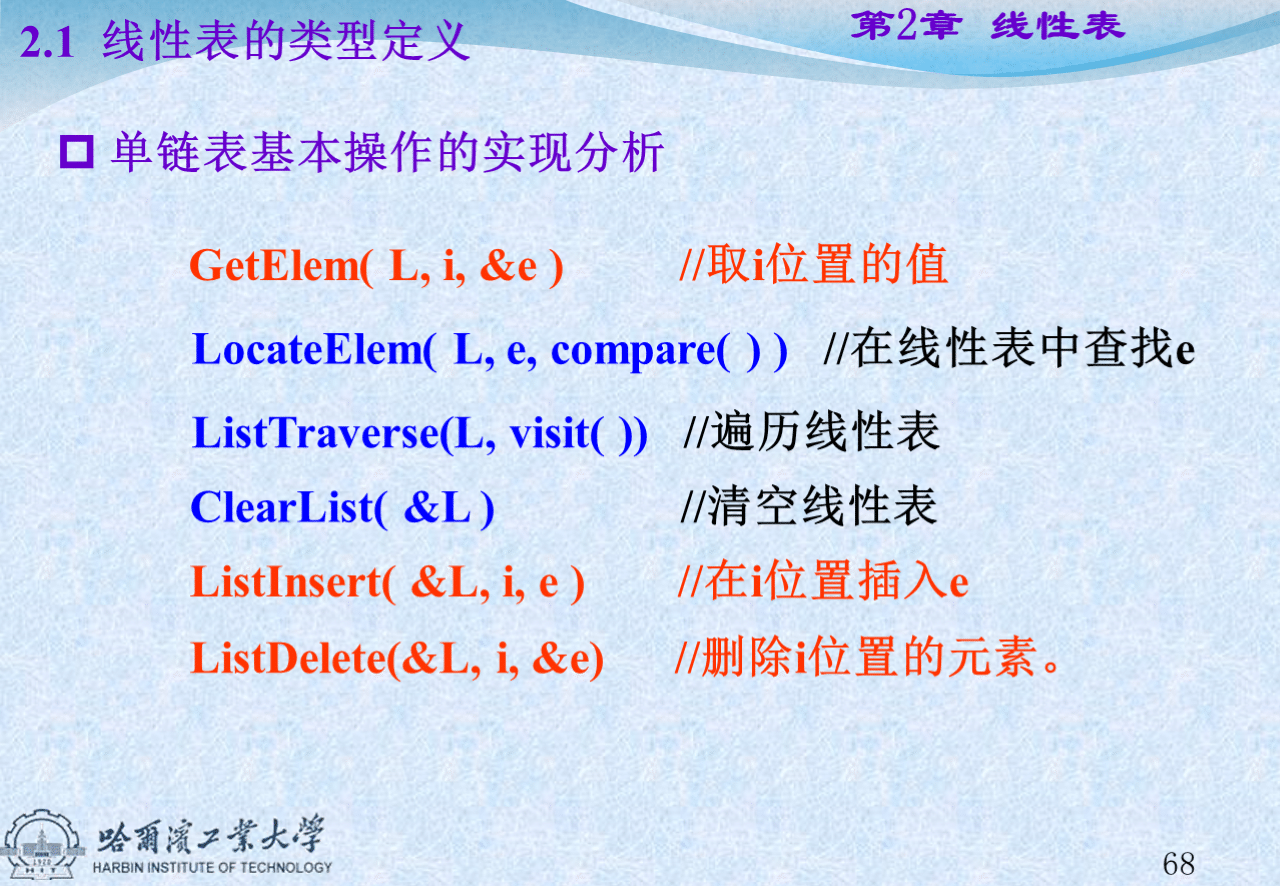 2.1 线性表的类型定义
第2章 线性表
单链表基本操作的实现分析
GetElem( L, i, &e ) //取i位置的值
LocateElem( L, e, compare( ) ) //在线性表中查找e
ListTraverse(L, visit( )) //遍历线性表
ClearList( &L ) //清空线性表
ListInsert( &L, i, e ) //在i位置插入e
ListDelete(&L, i, &e) //删除i位置的元素。
哈爾濱工業大學
HARBIN INSTITUTE OF TECHNOLOGY
1920
HIT
68